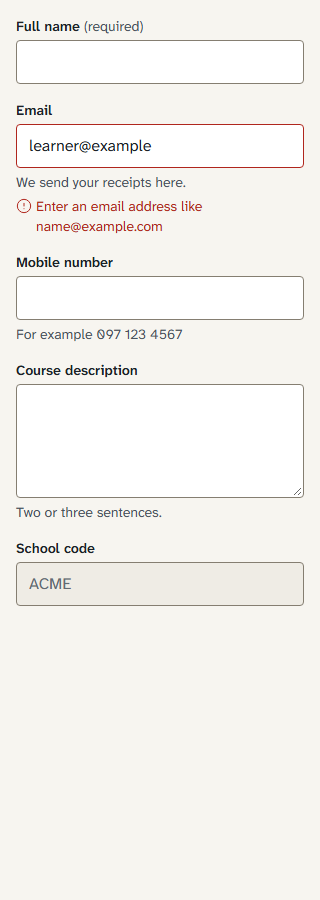 Full name (required)
Email
learner@example
We send your receipts here.
Enter an email address like
name@example.com
Mobile number
For example 097 123 4567
Course description
Two or three sentences.
School code
ACME